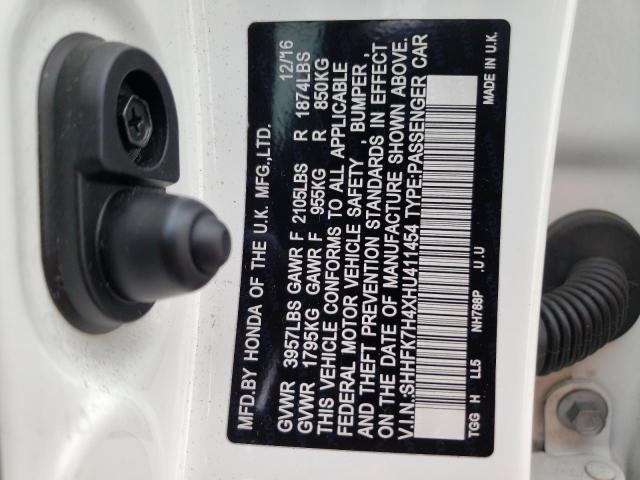 MFD.BY HONDA OF THE U.K. MFG.,LTD. 12/16
GVWR 3957LBS GAWR F 2105LBS R 1874LBS
GVWR 1795KG GAWR F 955KG R 850KG
THIS VEHICLE CONFORMS TO ALL APPLICABLE
FEDERAL MOTOR VEHICLE SAFETY , BUMPER,
AND THEFT PREVENTION STANDARDS IN EFFECT
ON THE DATE OF MANUFACTURE SHOWN ABOVE.
V.I.N.:SHHFK7H4XHU411454 TYPE:PASSENGER CAR
TGG H LL5 NH788P .U.U MADE IN U.K.